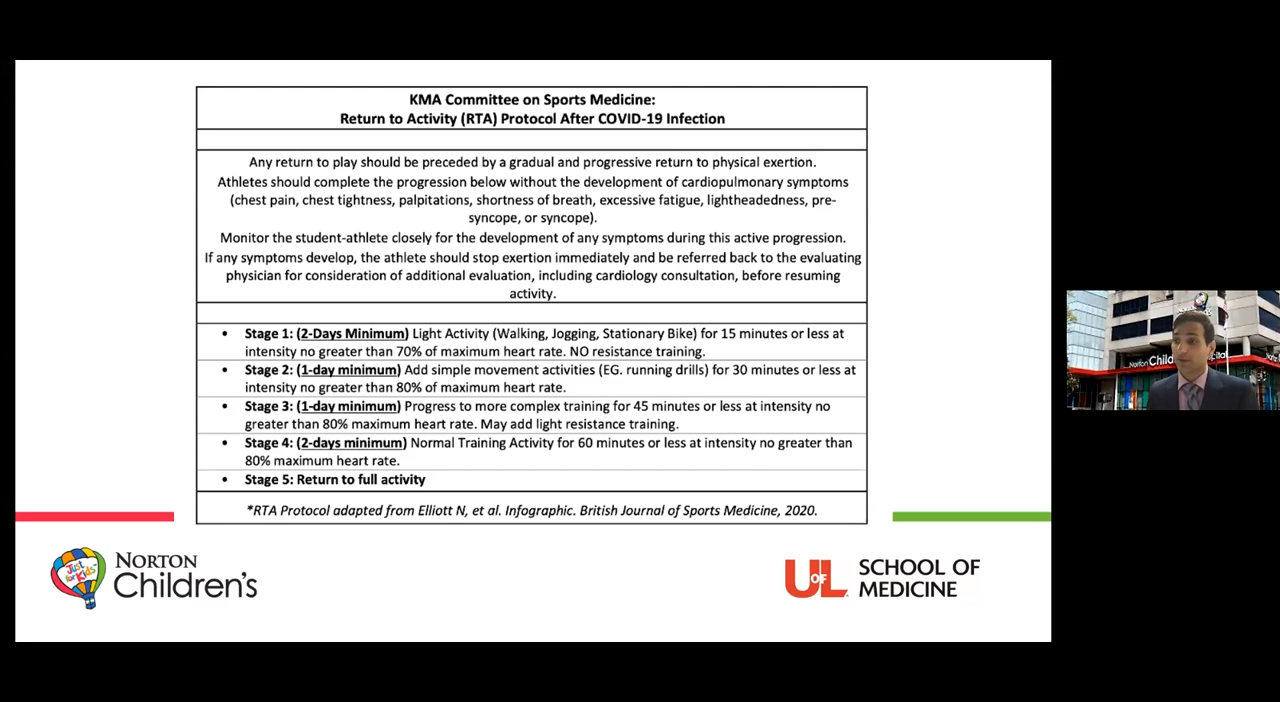 KMA Committee on Sports Medicine:
Return to Activity (RTA) Protocol After COVID-19 Infection
Any return to play should be preceded by a gradual and progressive return to physical exertion.
Athletes should complete the progression below without the development of cardiopulmonary symptoms
(chest pain, chest tightness, palpitations, shortness of breath, excessive fatigue, lightheadedness, pre-
syncope, or syncope).
Monitor the student-athlete closely for the development of any symptoms during this active progression.
If any symptoms develop, the athlete should stop exertion immediately and be referred back to the evaluating
physician for consideration of additional evaluation, including cardiology consultation, before resuming
activity.
• Stage 1: (2-Days Minimum) Light Activity (Walking, Jogging, Stationary Bike) for 15 minutes or less at
intensity no greater than 70% of maximum heart rate. NO resistance training.
• Stage 2: (1-day minimum) Add simple movement activities (EG. running drills) for 30 minutes or less at
intensity no greater than 80% of maximum heart rate.
• Stage 3: (1-day minimum) Progress to more complex training for 45 minutes or less at intensity no
greater than 80% maximum heart rate. May add light resistance training.
• Stage 4: (2-days minimum) Normal Training Activity for 60 minutes or less at intensity no greater than
80% maximum heart rate.
• Stage 5: Return to full activity
*RTA Protocol adapted from Elliott N, et al. Infographic. British Journal of Sports Medicine, 2020.
Just for Kids
NORTON
Children's
UOFL
SCHOOL OF
MEDICINE
Norton Child